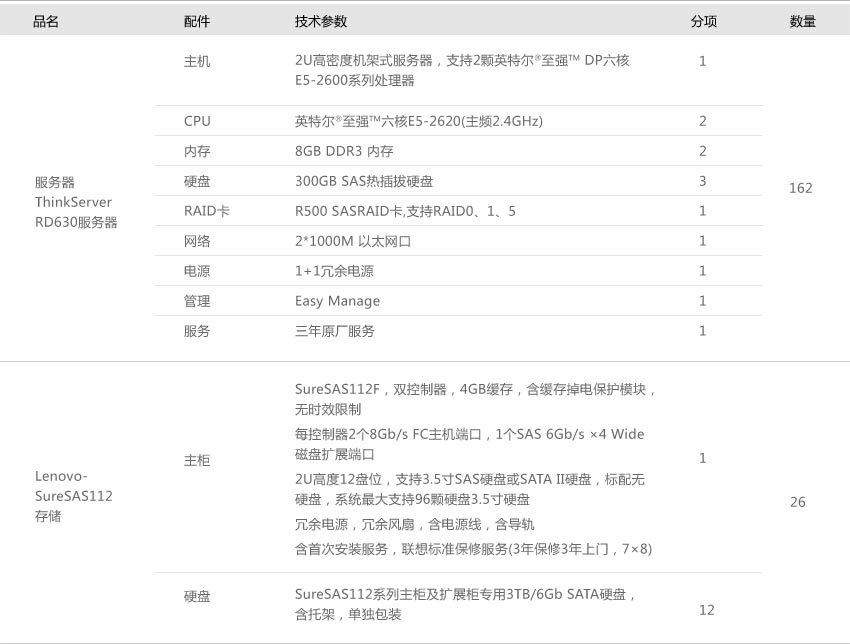 品名 配件 技术参数 分项 数量
主机 2U高密度机架式服务器，支持2颗英特尔®至强™ DP六核 1
E5-2600系列处理器
CPU 英特尔®至强™六核E5-2620(主频2.4GHz) 2
内存 8GB DDR3 内存 2
硬盘 300GB SAS热插拔硬盘 3
服务器
ThinkServer
RD630服务器
162
RAID卡 R500 SASRAID卡,支持RAID0、1、5 1
网络 2*1000M 以太网口 1
电源 1+1冗余电源 1
管理 Easy Manage 1
服务 三年原厂服务 1
SureSAS112F，双控制器，4GB缓存，含缓存掉电保护模块，
无时效限制
每控制器2个8Gb/s FC主机端口，1个SAS 6Gb/s ×4 Wide
磁盘扩展端口
主柜 1
Lenovo-
SureSAS112
存储
2U高度12盘位，支持3.5寸SAS硬盘或SATA II硬盘，标配无
硬盘，系统最大支持96颗硬盘3.5寸硬盘
26
冗余电源，冗余风扇，含电源线，含导轨
含首次安装服务，联想标准保修服务(3年保修3年上门，7×8)
硬盘 SureSAS112系列主柜及扩展柜专用3TB/6Gb SATA硬盘，
含托架，单独包装 12